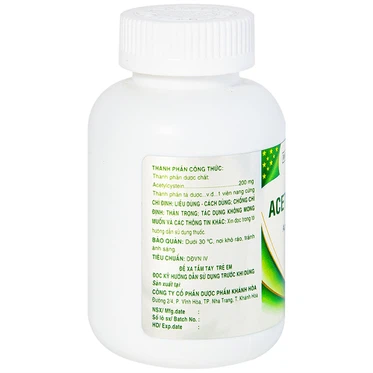 THÀNH PHẦN CÔNG THỨC:
Thành phần dược chất:
Acetylcystein 200 mg
Thành phần tá dược...v.đ...1 viên nang cứng
CHỈ ĐỊNH; LIỀU DÙNG - CÁCH DÙNG; CHỐNG CHỈ
ĐỊNH; THẬN TRỌNG; TÁC DỤNG KHÔNG MONG
MUỐN VÀ CÁC THÔNG TIN KHÁC: Xin đọc trong tờ
hướng dẫn sử dụng thuốc.
BẢO QUẢN: Dưới 30 °C, nơi khô ráo, tránh
ánh sáng
TIÊU CHUẨN: DĐVN IV
ĐỂ XA TẦM TAY TRẺ EM
ĐỌC KỸ HƯỚNG DẪN SỬ DỤNG TRƯỚC KHI DÙNG
Sản xuất tại
CÔNG TY CỔ PHẦN DƯỢC PHẨM KHÁNH HÒA
Đường 2/4, P. Vĩnh Hòa, TP. Nha Trang, T. Khánh Hòa
NSX/ Mfg.date :
Số lô sx/ Batch No. :
HD/ Exp.date :
ACE